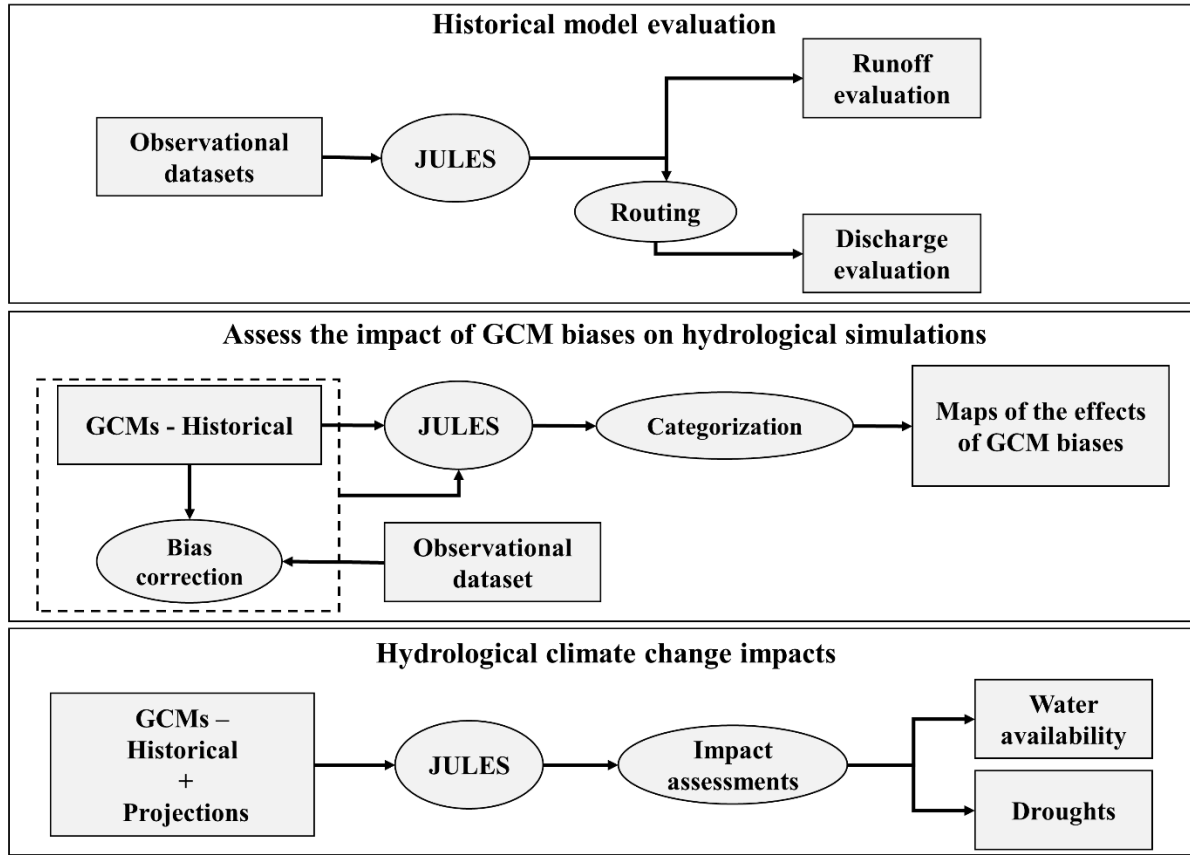 Historical model evaluation
Runoff
evaluation
Observational
datasets
JULES
Routing
Discharge
evaluation
Assess the impact of GCM biases on hydrological simulations
GCMs - Historical
JULES
Categorization
Maps of the effects
of GCM biases
Bias
correction
Observational
dataset
Hydrological climate change impacts
GCMs –
Historical
+
Projections
JULES
Impact
assessments
Water
availability
Droughts